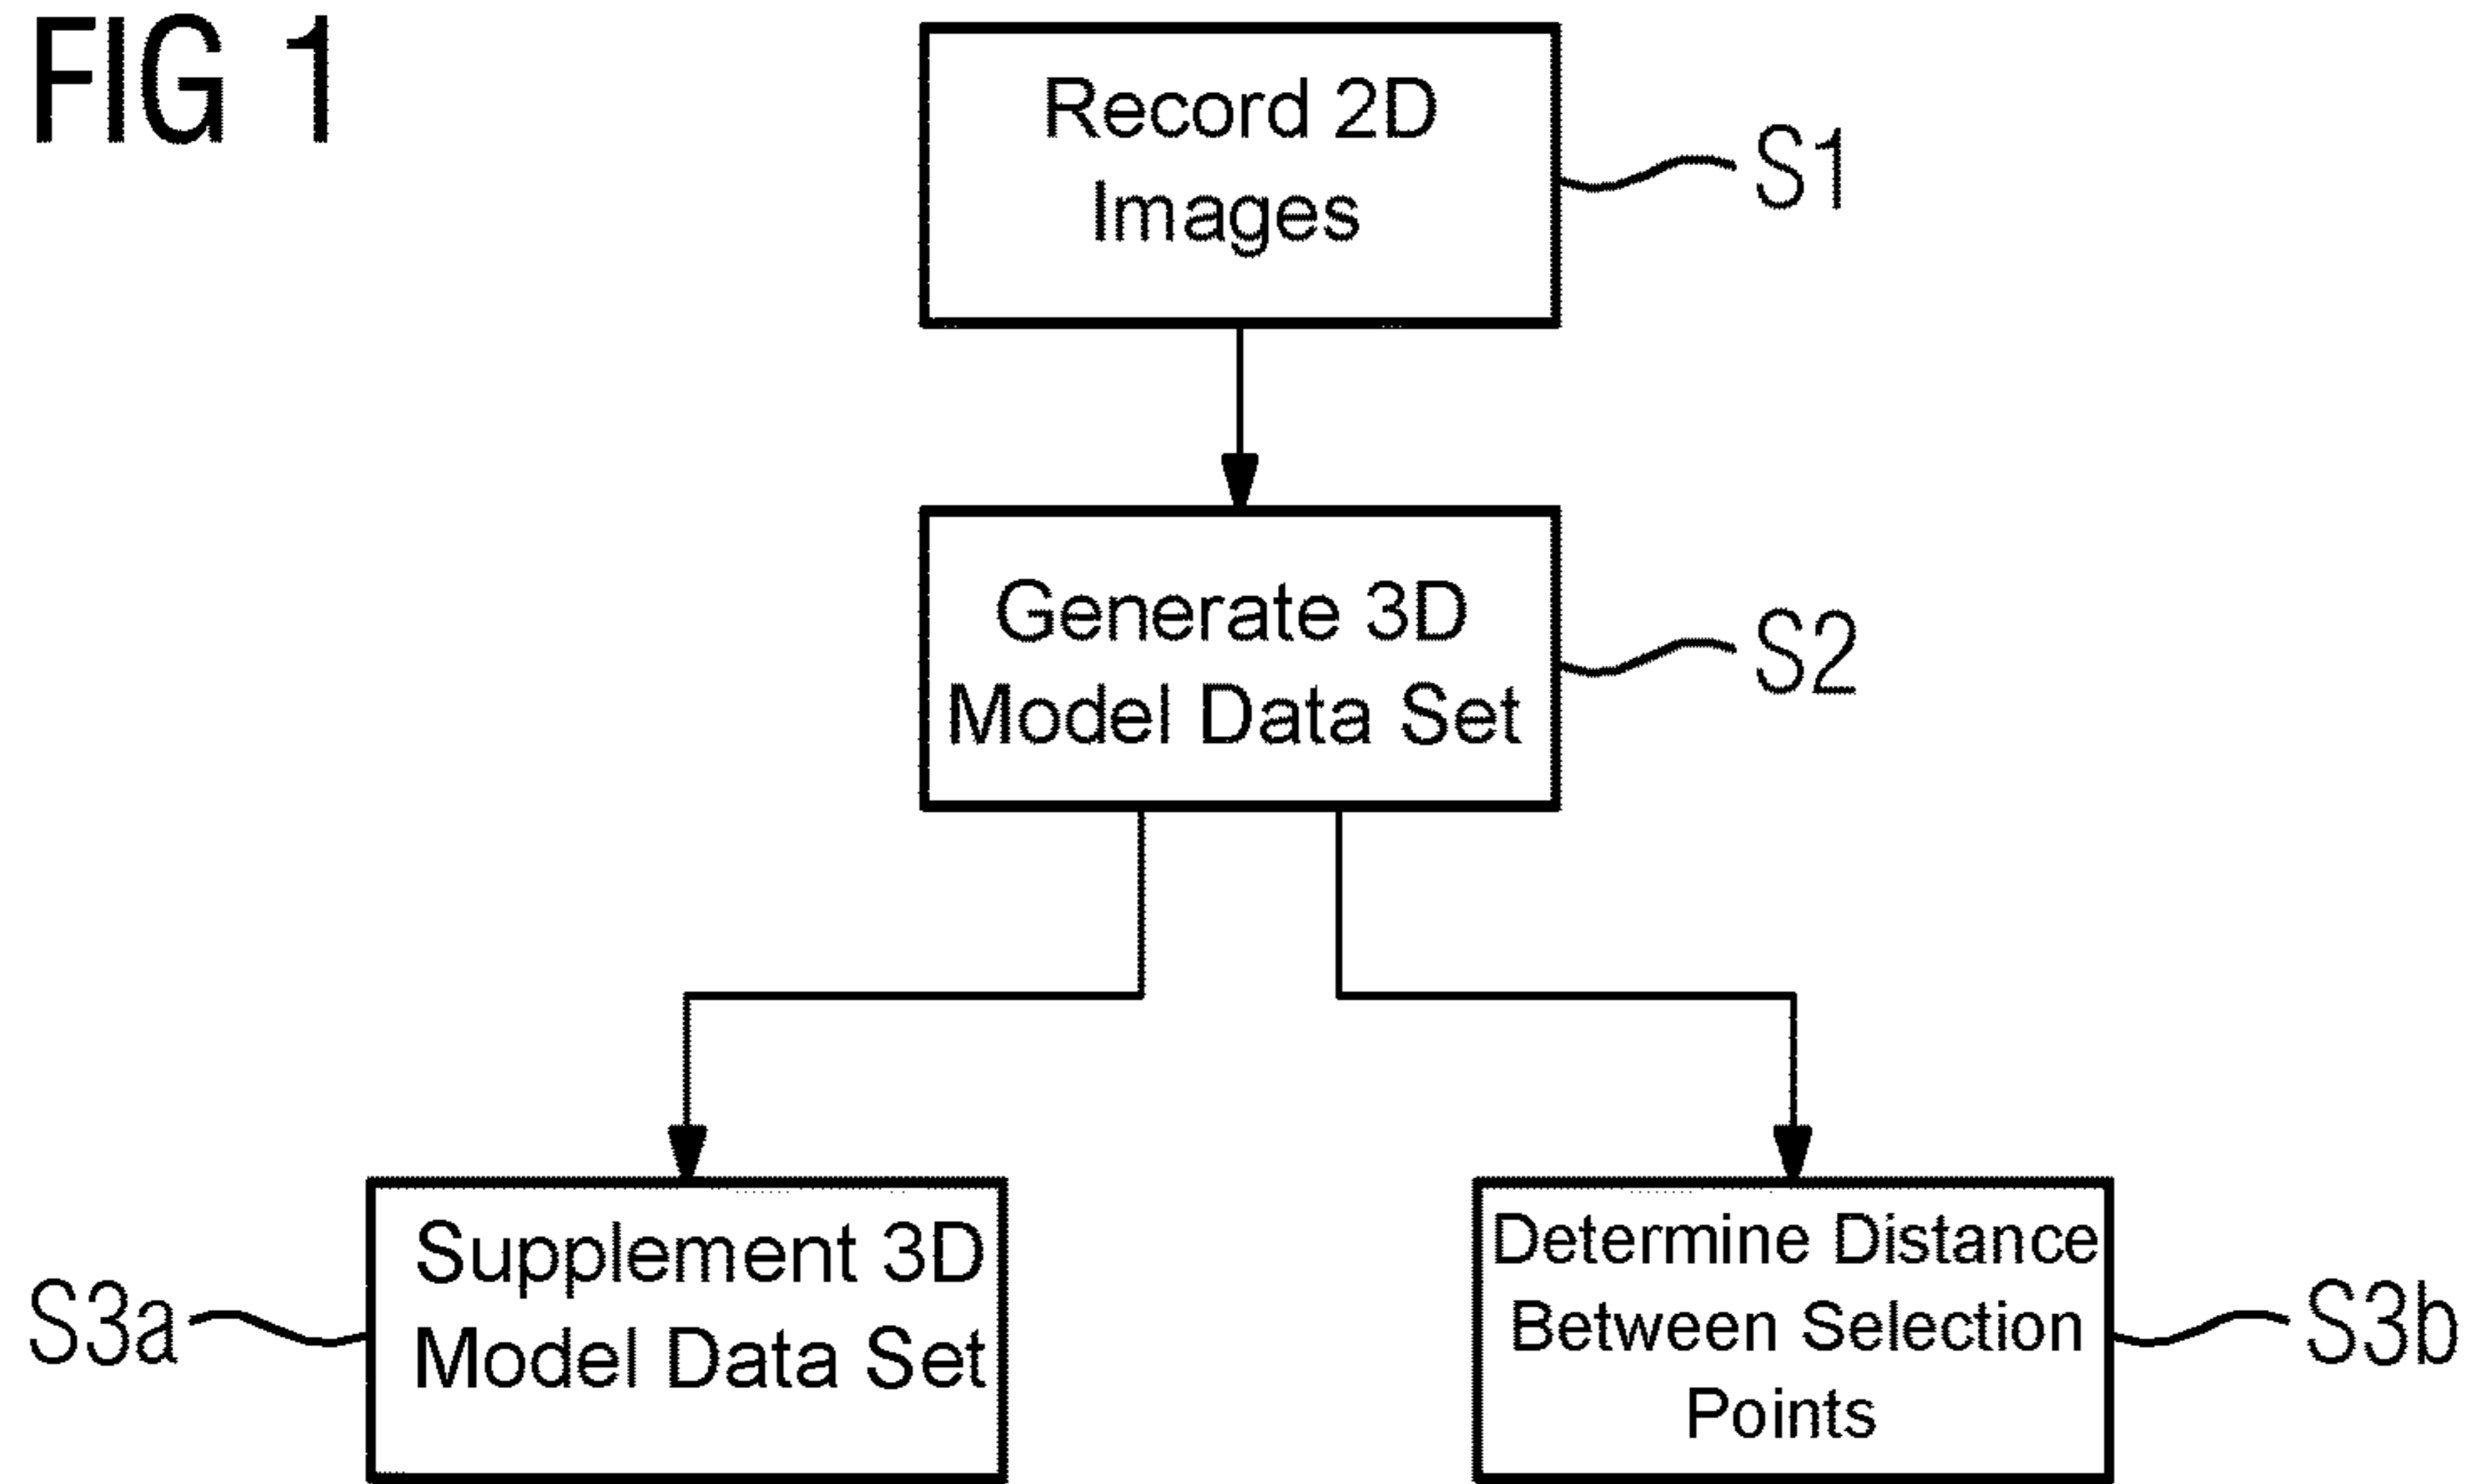 FIG 1
Record 2D
Images
S1
Generate 3D
Model Data Set
S2
Supplement 3D
Model Data Set
S3a
Determine Distance
Between Selection
Points
S3b